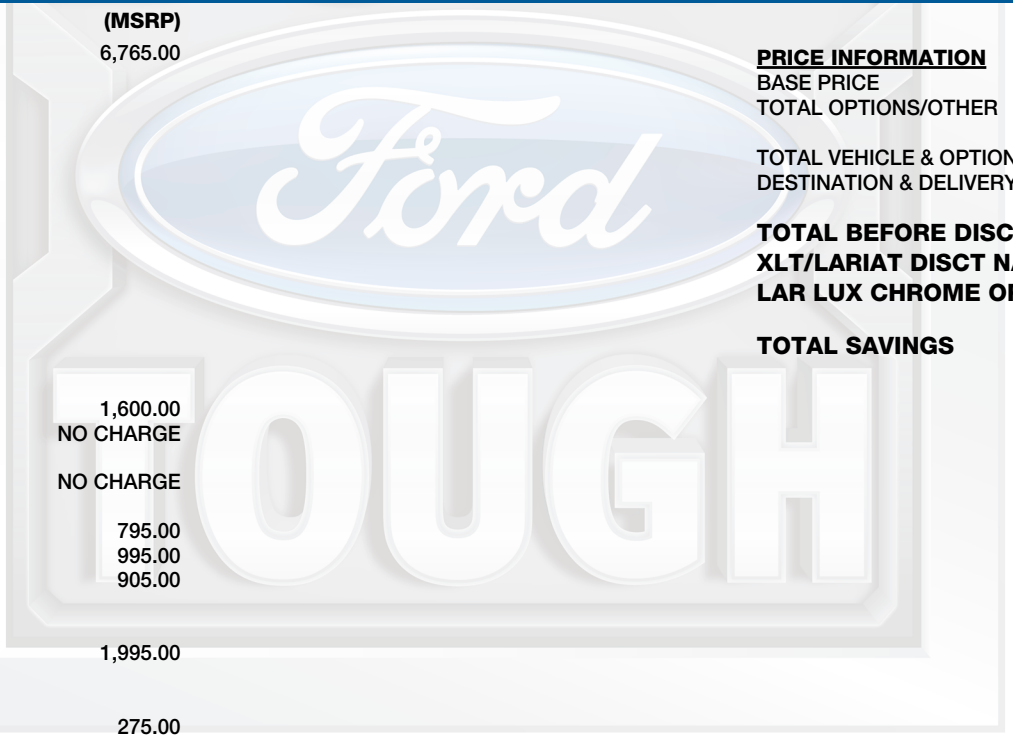 (MSRP)
6,765.00
1,600.00
NO CHARGE
NO CHARGE
795.00
995.00
905.00
1,995.00
275.00
Ford
TOUGH
PRICE INFORMATION
BASE PRICE
TOTAL OPTIONS/OTHER
TOTAL VEHICLE & OPTION
DESTINATION & DELIVERY
TOTAL BEFORE DISC
XLT/LARIAT DISCT NA
LAR LUX CHROME OP
TOTAL SAVINGS